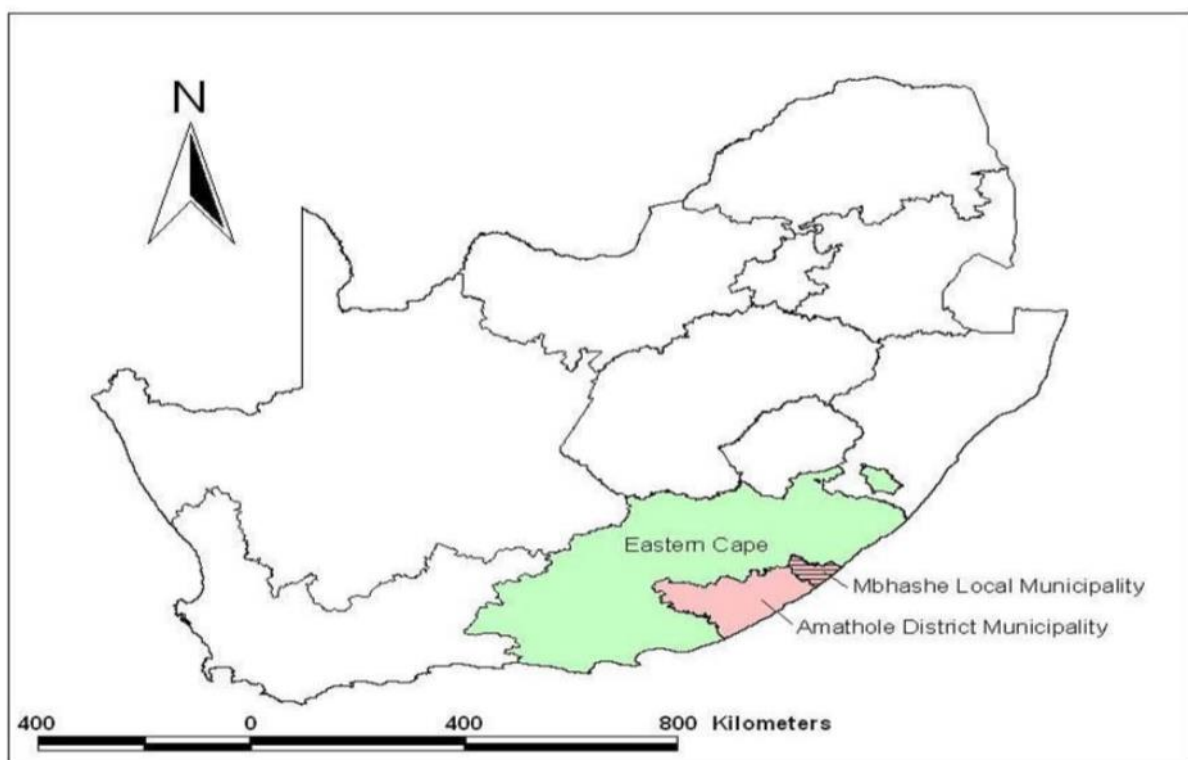 N
Eastern Cape
Mbhashe Local Municipality
Amathole District Municipality
400 0 400 800 Kilometers